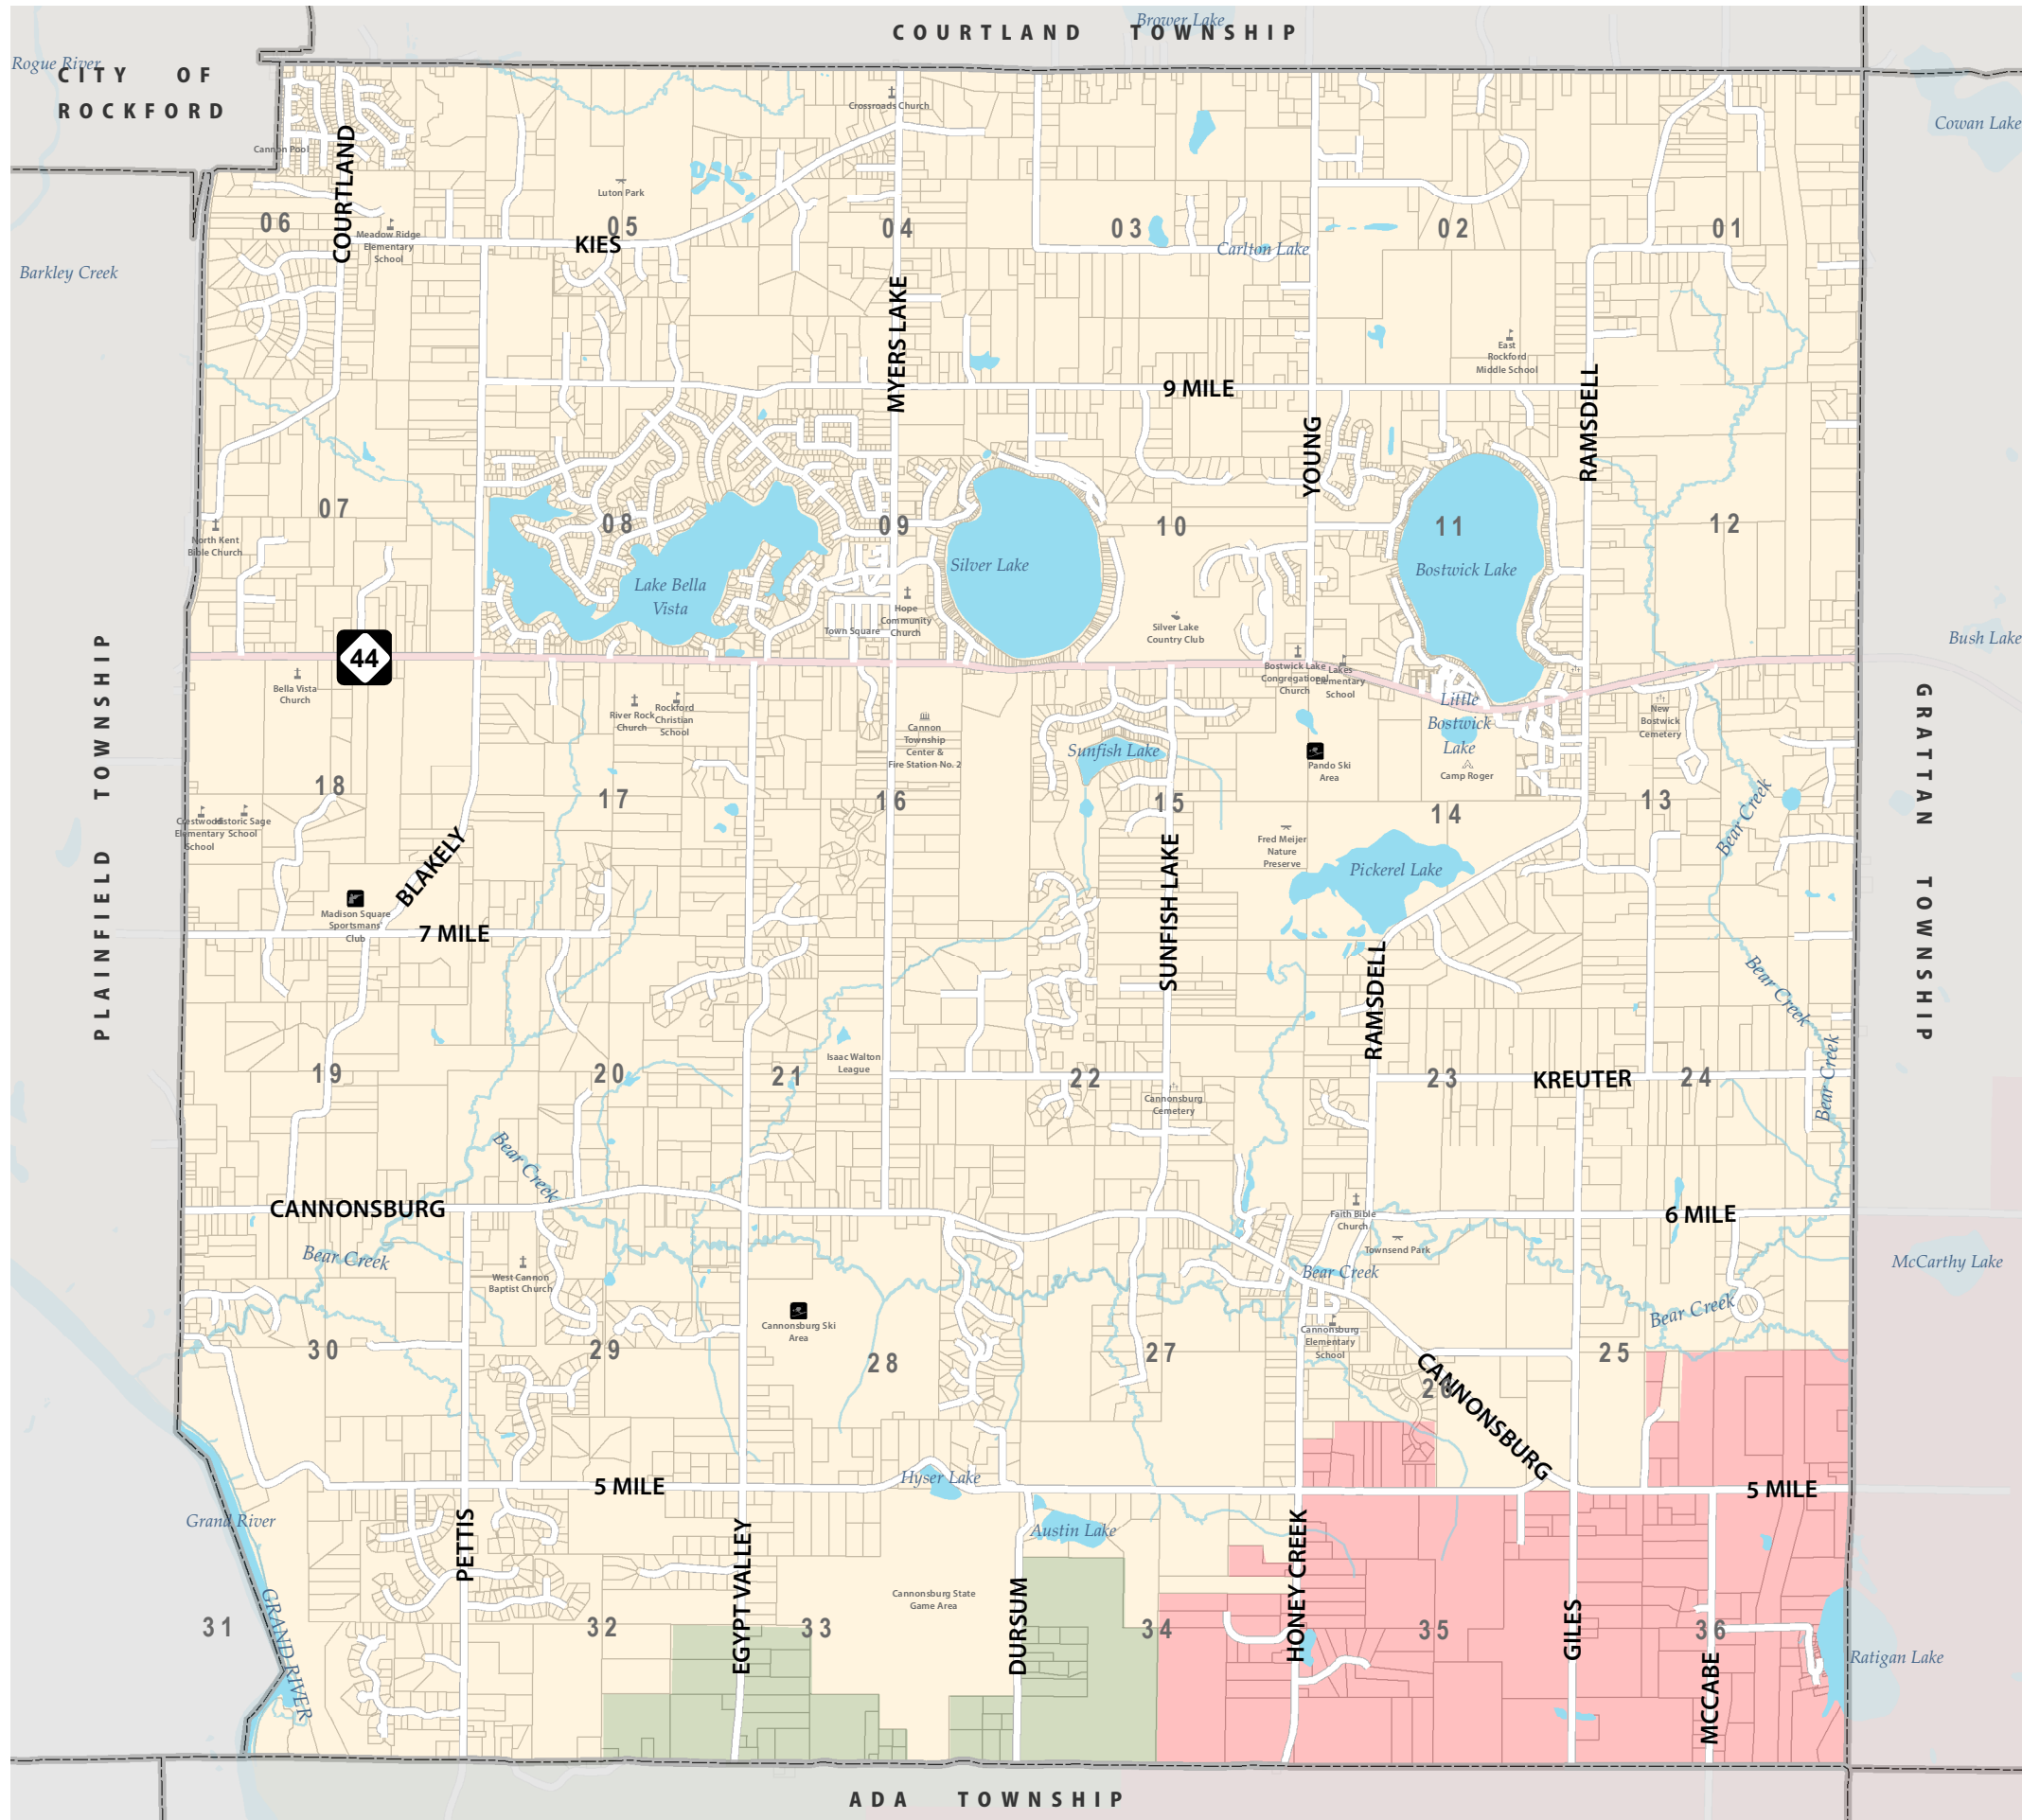 Brower Lake
COURTLAND TOWNSHIP
Rogue River
CITY OF
ROCKFORD
Crossroads Church
Cowan Lake
Cannon Pool
COURTLAND
Luton Park
06
05
04
03
02
01
Meadow Ridge
Elementary
School
KIES
Carlton Lake
Barkley Creek
MYERS LAKE
East
Rockford
Middle School
9 MILE
RAMSDELL
YOUNG
07
08
09
10
11
12
North Kent
Bible Church
Silver Lake
Bostwick Lake
Lake Bella
Vista
Hope
Community
Church
Town Square
Silver Lake
Country Club
Bush Lake
44
Bella Vista
Church
Bostwick Lake
Congregational
Church
Lakes
Elementary
School
River Rock
Church
Rockford
Christian
School
Cannon
Township
Center &
Fire Station No. 2
Little
Bostwick
Lake
New
Bostwick
Cemetery
Sunfish Lake
Pando Ski
Area
Camp Roger
PLAINFIELD TOWNSHIP
GRATTAN TOWNSHIP
18
17
16
15
14
13
Crestwood
Elementary
School
Historic Sage
School
Bear Creek
BLAKELY
SUNFISH LAKE
Fred Meijer
Nature
Preserve
Pickerel Lake
Madison Square
Sportsmans'
Club
7 MILE
RAMSDELL
Bear Creek
Bear Creek
Isaac Walton
League
19
20
21
22
23
KREUTER
24
Cannonsburg
Cemetery
Bear Creek
CANNONSBURG
6 MILE
Faith Bible
Church
Townsend Park
Bear Creek
West Cannon
Baptist Church
Bear Creek
McCarthy Lake
Bear Creek
Cannonsburg Ski
Area
Cannonsburg
Elementary
School
30
29
28
27
26
25
CANNONSBURG
Hyser Lake
5 MILE
5 MILE
Grand River
Austin Lake
PETTIS
EGYPT VALLEY
DURSUM
HONEY CREEK
GILES
MCCABE
GRAND RIVER
Cannonsburg State
Game Area
31
32
33
34
35
36
Ratigan Lake
ADA TOWNSHIP